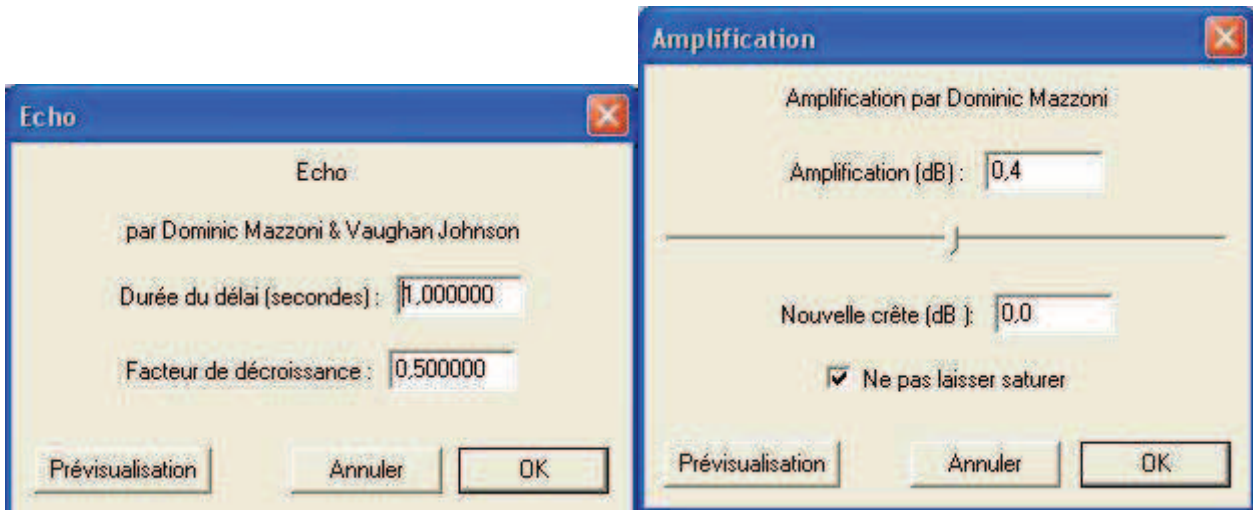 Echo
Echo
par Dominic Mazzoni & Vaughan Johnson
Durée du délai (secondes) : 1,000000
Facteur de décroissance : 0,500000
Prévisualisation Annuler OK
Amplification
Amplification par Dominic Mazzoni
Amplification (dB) : 0,4
Nouvelle crête (dB ): 0,0
Ne pas laisser saturer
Prévisualisation Annuler OK